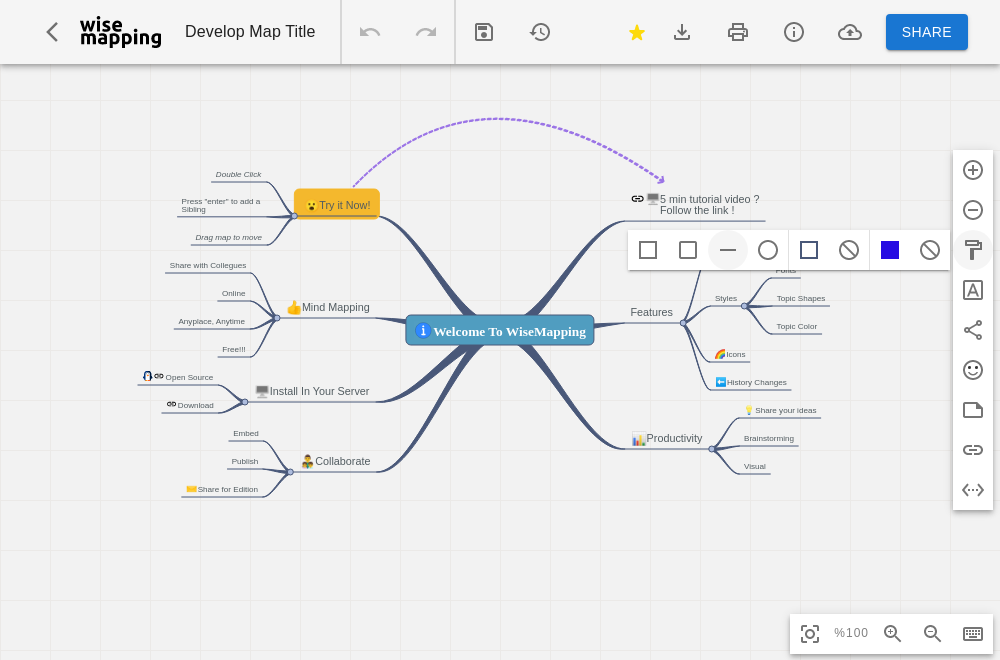 wise
mapping
Develop Map Title
SHARE
Double Click
Press "enter" to add a
Sibling
Drag map to move
Try it Now!
5 min tutorial video ?
Follow the link !
Share with Collegues
Online
Anyplace, Anytime
Free!!!
Mind Mapping
Welcome To WiseMapping
Features
Styles
Fonts
Topic Shapes
Topic Color
Icons
History Changes
Open Source
Download
Install In Your Server
Embed
Publish
Share for Edition
Collaborate
Productivity
Share your ideas
Brainstorming
Visual
%100